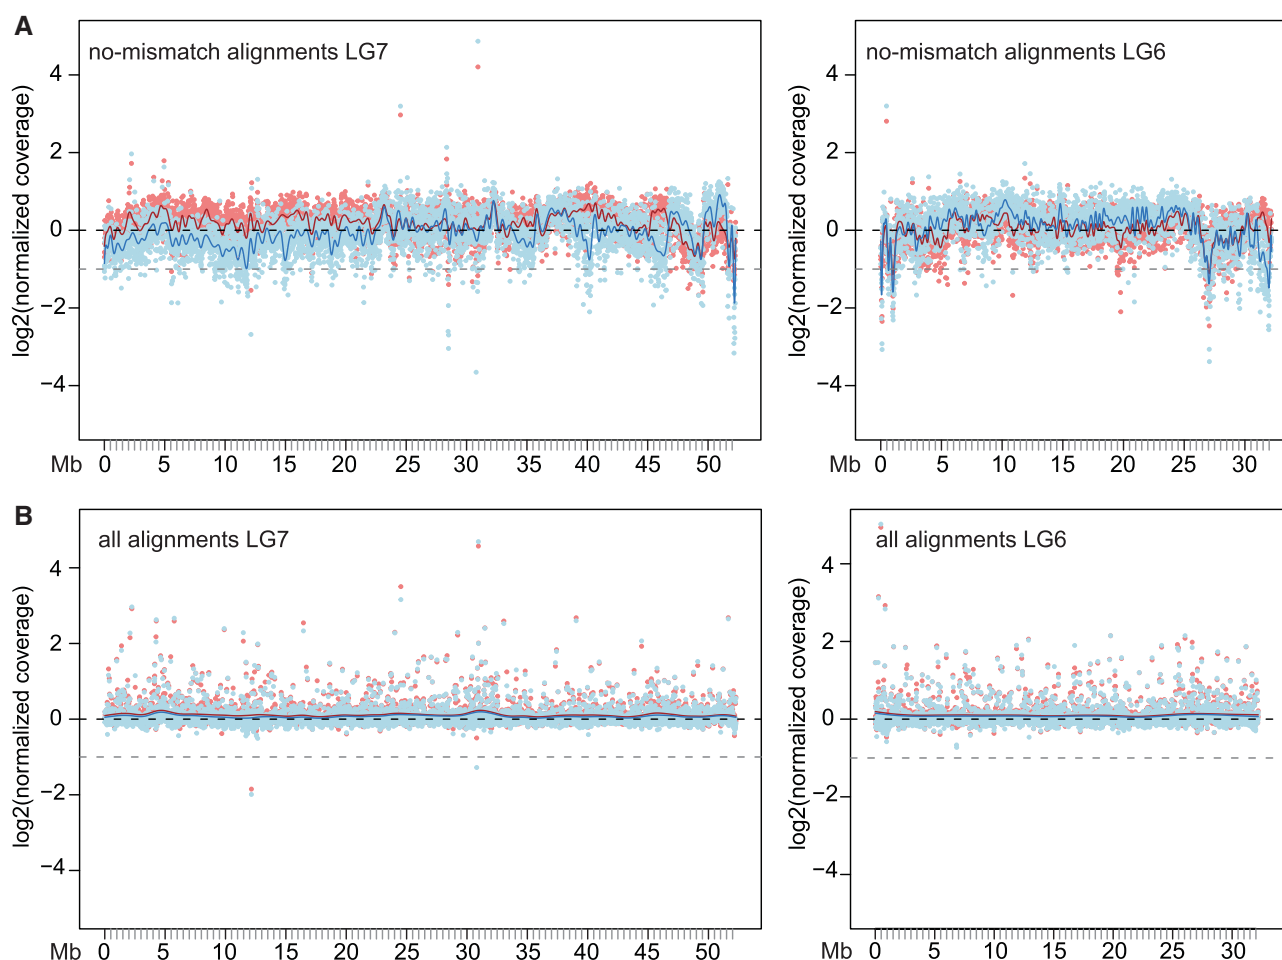 A
no-mismatch alignments LG7
log2(normalized coverage)
4
2
0
−2
−4
Mb 0 5 10 15 20 25 30 35 40 45 50
no-mismatch alignments LG6
log2(normalized coverage)
4
2
0
−2
−4
Mb 0 5 10 15 20 25 30
B
all alignments LG7
log2(normalized coverage)
4
2
0
−2
−4
Mb 0 5 10 15 20 25 30 35 40 45 50
all alignments LG6
log2(normalized coverage)
4
2
0
−2
−4
Mb 0 5 10 15 20 25 30